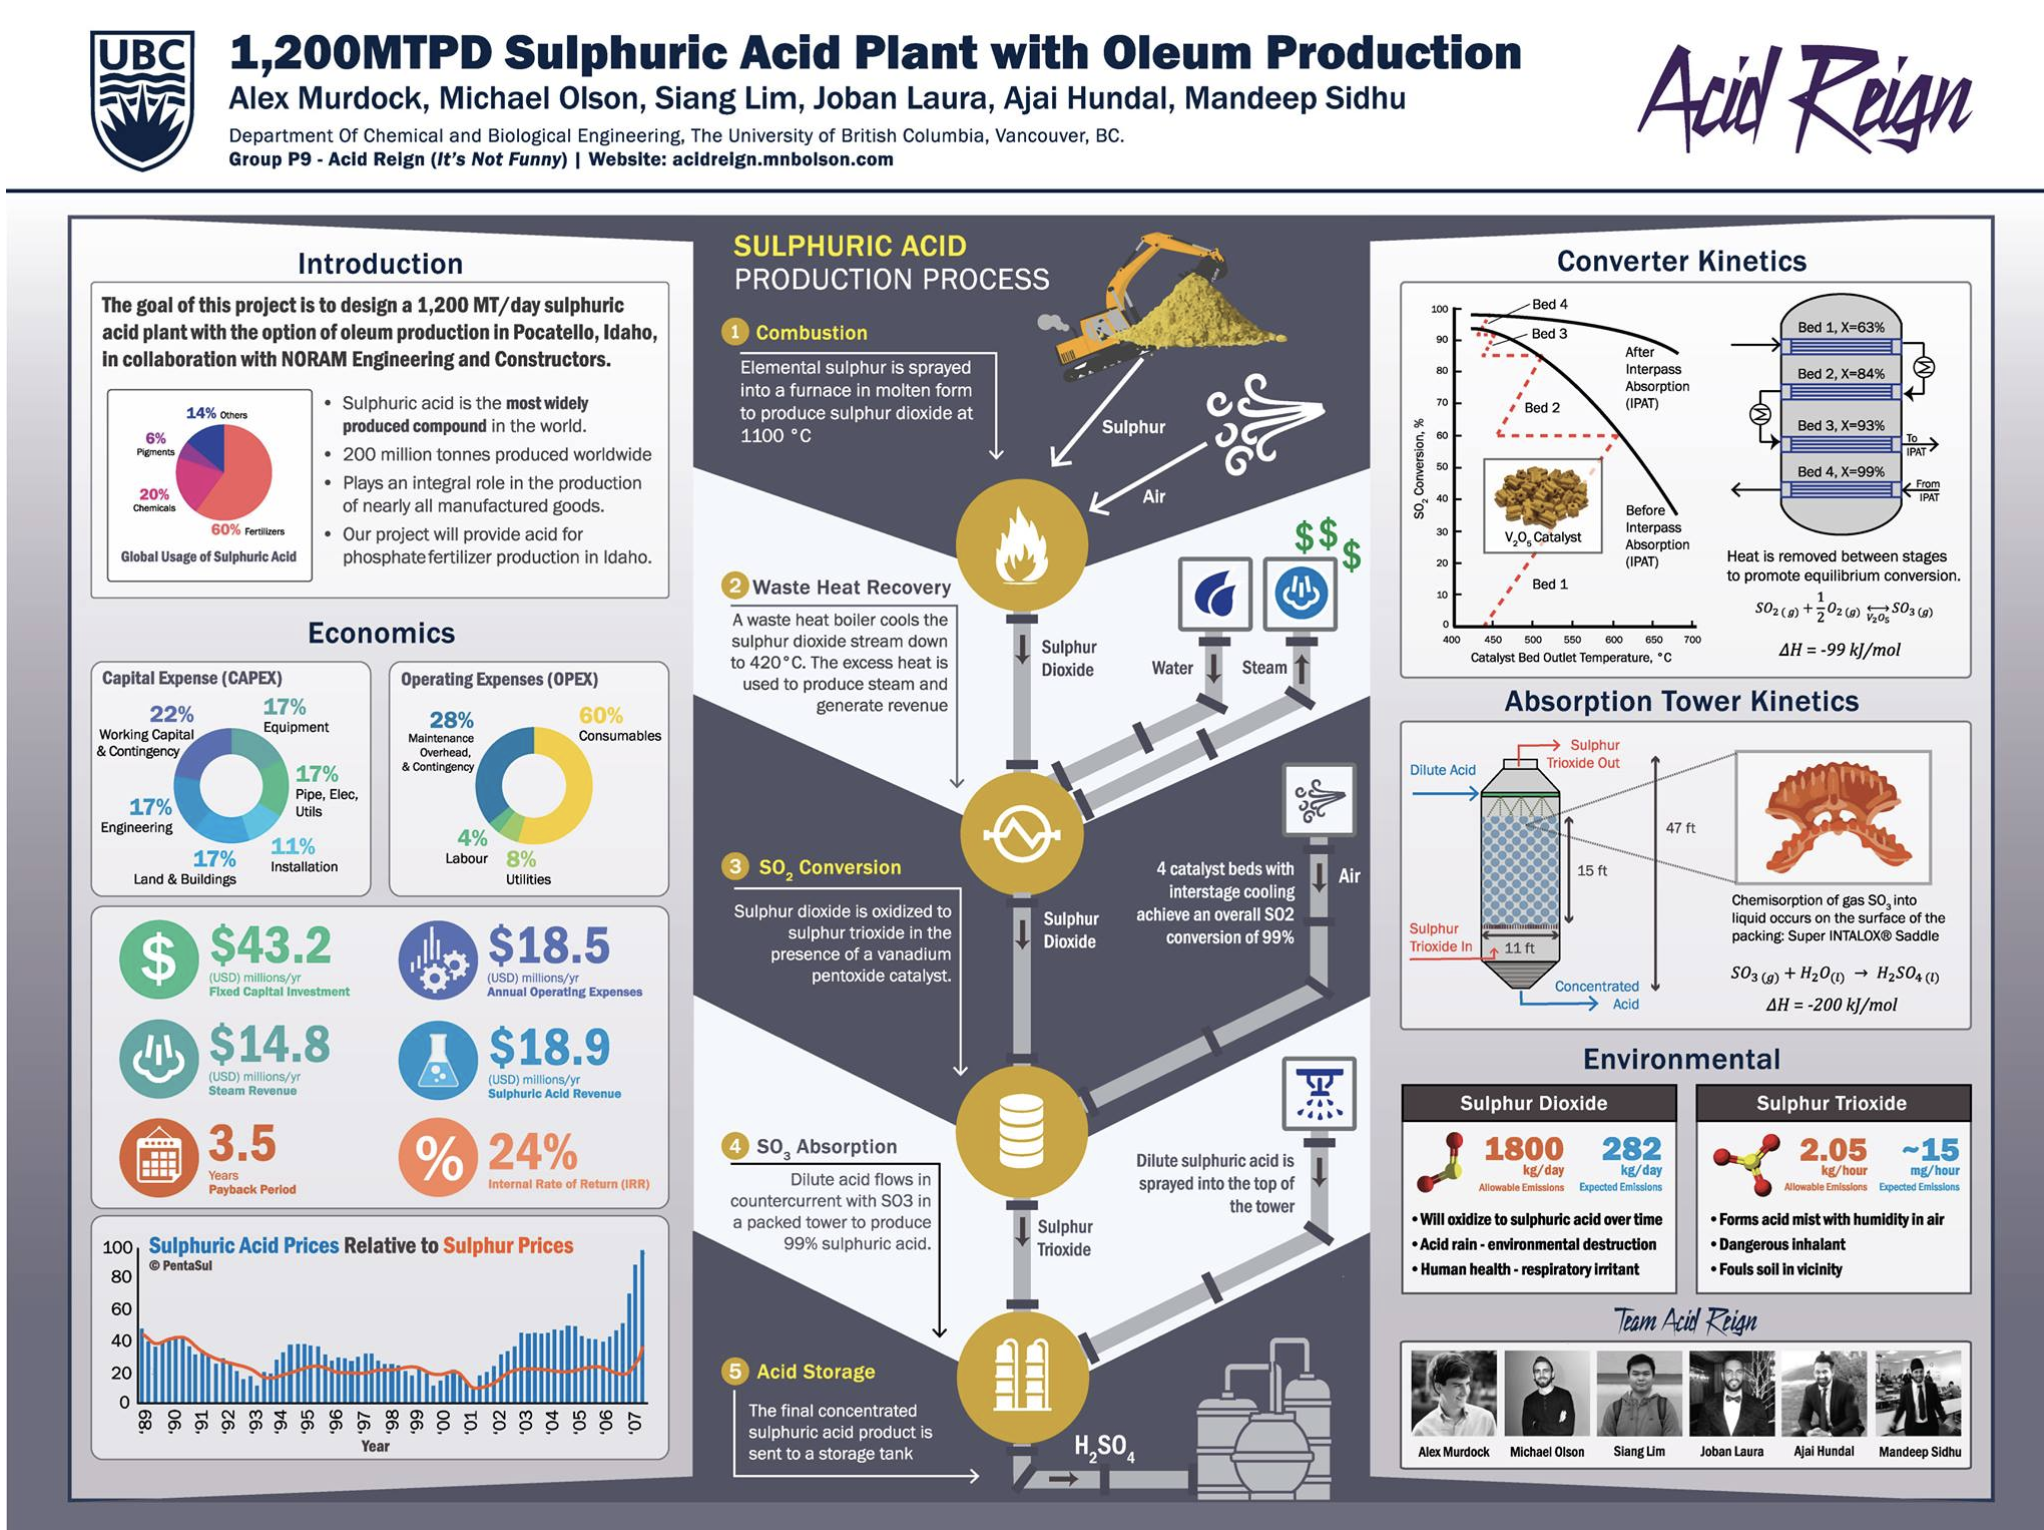 UBC
1,200MTPD Sulphuric Acid Plant with Oleum Production
Alex Murdock, Michael Olson, Siang Lim, Joban Laura, Ajai Hundal, Mandeep Sidhu
Department Of Chemical and Biological Engineering, The University of British Columbia, Vancouver, BC.
Group P9 - Acid Reign (It's Not Funny) | Website: acidreign.mnbolson.com
Acid Reign
Introduction
The goal of this project is to design a 1,200 MT/day sulphuric
acid plant with the option of oleum production in Pocatello, Idaho,
in collaboration with NORAM Engineering and Constructors.
14% Others
6%
Pigments
20%
Chemicals
60% Fertilizers
Global Usage of Sulphuric Acid
• Sulphuric acid is the most widely
produced compound in the world.
• 200 million tonnes produced worldwide
• Plays an integral role in the production
of nearly all manufactured goods.
• Our project will provide acid for
phosphate fertilizer production in Idaho.
Economics
Capital Expense (CAPEX)
22%
Working Capital
& Contingency
17%
Equipment
17%
Pipe, Elec,
Utils
17%
Engineering
11%
Installation
17%
Land & Buildings
Operating Expenses (OPEX)
28%
Maintenance
Overhead,
& Contingency
60%
Consumables
4%
Labour
8%
Utilities
$ $43.2
(USD) millions/yr
Fixed Capital Investment
$18.5
(USD) millions/yr
Annual Operating Expenses
$14.8
(USD) millions/yr
Steam Revenue
$18.9
(USD) millions/yr
Sulphuric Acid Revenue
3.5
Years
Payback Period
% 24%
Internal Rate of Return (IRR)
Sulphuric Acid Prices Relative to Sulphur Prices
© PentaSul
100
80
60
40
20
0
'89 '90 '91 '92 '93 '94 '95 '96 '97 '98 '99 '00 '01 '02 '03 '04 '05 '06 '07
Year
SULPHURIC ACID
PRODUCTION PROCESS
1 Combustion
Elemental sulphur is sprayed
into a furnace in molten form
to produce sulphur dioxide at
1100 °C
Sulphur
Air
2 Waste Heat Recovery
A waste heat boiler cools the
sulphur dioxide stream down
to 420°C. The excess heat is
used to produce steam and
generate revenue
Sulphur
Dioxide
$$$
Water
Steam
3 SO₂ Conversion
Sulphur dioxide is oxidized to
sulphur trioxide in the
presence of a vanadium
pentoxide catalyst.
Sulphur
Dioxide
4 catalyst beds with
interstage cooling
achieve an overall SO2
conversion of 99%
Air
4 SO₃ Absorption
Dilute acid flows in
countercurrent with SO3 in
a packed tower to produce
99% sulphuric acid.
Sulphur
Trioxide
Dilute sulphuric acid is
sprayed into the top of
the tower
5 Acid Storage
The final concentrated
sulphuric acid product is
sent to a storage tank
H₂SO₄
Converter Kinetics
SO₂ Conversion, %
100
90
80
70
60
50
40
30
20
10
0
400 450 500 550 600 650 700
Catalyst Bed Outlet Temperature, °C
Bed 4
Bed 3
Bed 2
Bed 1
After
Interpass
Absorption
(IPAT)
Before
Interpass
Absorption
(IPAT)
V₂O₅ Catalyst
Bed 1, X=63%
Bed 2, X=84%
Bed 3, X=93%
Bed 4, X=99%
To
IPAT
From
IPAT
Heat is removed between stages
to promote equilibrium conversion.
SO₂ (g) + 1/2 O₂ (g) ⟷ SO₃ (g)
V₂O₅
ΔH = -99 kJ/mol
Absorption Tower Kinetics
Dilute Acid
Sulphur
Trioxide Out
47 ft
15 ft
11 ft
Sulphur
Trioxide In
Concentrated
Acid
Chemisorption of gas SO₃ into
liquid occurs on the surface of the
packing: Super INTALOX® Saddle
SO₃ (g) + H₂O(l) → H₂SO₄ (l)
ΔH = -200 kJ/mol
Environmental
Sulphur Dioxide
1800
kg/day
Allowable Emissions
282
kg/day
Expected Emissions
• Will oxidize to sulphuric acid over time
• Acid rain - environmental destruction
• Human health - respiratory irritant
Sulphur Trioxide
2.05
kg/hour
Allowable Emissions
~15
mg/hour
Expected Emissions
• Forms acid mist with humidity in air
• Dangerous inhalant
• Fouls soil in vicinity
Team Acid Reign
Alex Murdock
Michael Olson
Siang Lim
Joban Laura
Ajai Hundal
Mandeep Sidhu